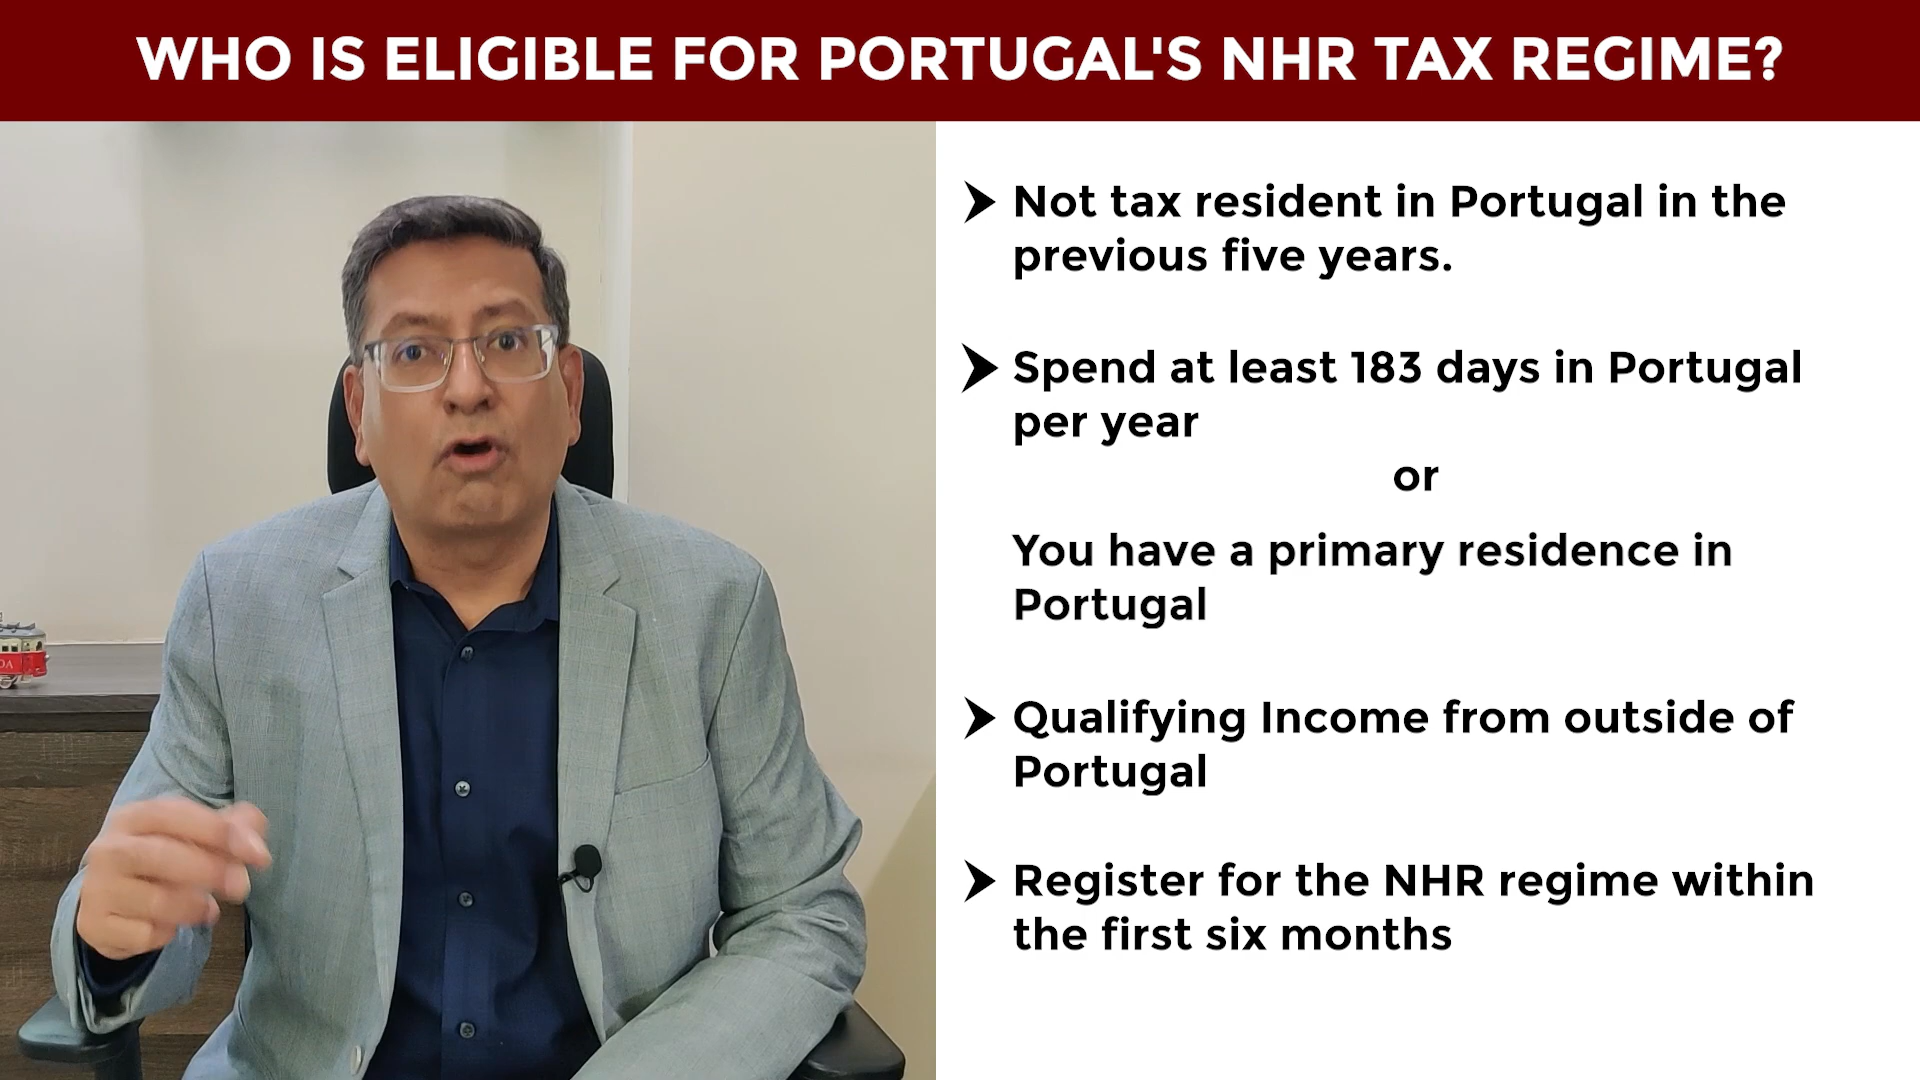 WHO IS ELIGIBLE FOR PORTUGAL'S NHR TAX REGIME?
Not tax resident in Portugal in the
previous five years.
Spend at least 183 days in Portugal
per year
or
You have a primary residence in
Portugal
Qualifying Income from outside of
Portugal
Register for the NHR regime within
the first six months